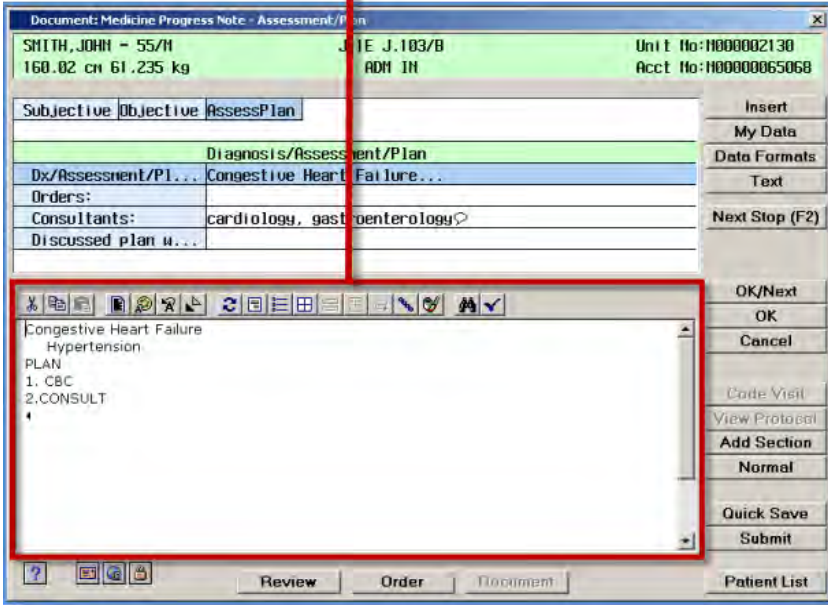 Document: Medicine Progress Note - Assessment/Plan
SMITH,JOHN - 55/M J.1E J.103/B Unit No:M000002130
160.02 cm 61.235 kg ADM IN Acct No:M00000065068
Subjective Objective AssessPlan
Diagnosis/Assessment/Plan
Dx/Assessment/Pl... Congestive Heart Failure...
Orders:
Consultants: cardiology, gastroenterology
Discussed plan w...
Insert
My Data
Data Formats
Text
Next Stop (F2)
Congestive Heart Failure
Hypertension
PLAN
1. CBC
2.CONSULT
OK/Next
OK
Cancel
Code Visit
View Protocol
Add Section
Normal
Quick Save
Submit
? Review Order Document Patient List